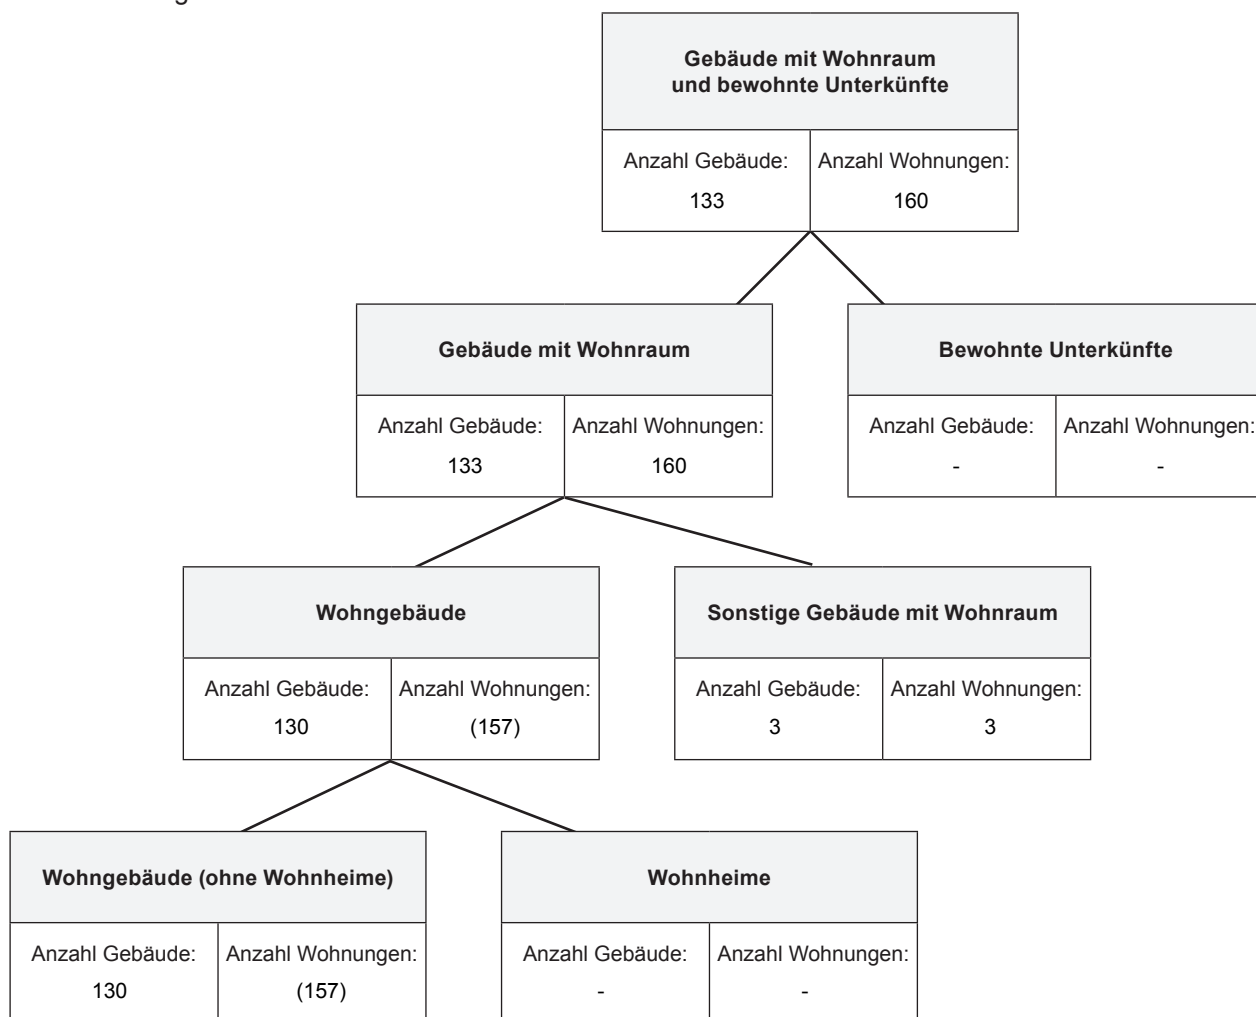 Gebäude mit Wohnraum
und bewohnte Unterkünfte
Anzahl Gebäude: Anzahl Wohnungen:
133 160
Gebäude mit Wohnraum Bewohnte Unterkünfte
Anzahl Gebäude: Anzahl Wohnungen: Anzahl Gebäude: Anzahl Wohnungen:
133 160 - -
Wohngebäude Sonstige Gebäude mit Wohnraum
Anzahl Gebäude: Anzahl Wohnungen: Anzahl Gebäude: Anzahl Wohnungen:
130 (157) 3 3
Wohngebäude (ohne Wohnheime) Wohnheime
Anzahl Gebäude: Anzahl Wohnungen: Anzahl Gebäude: Anzahl Wohnungen:
130 (157) - -